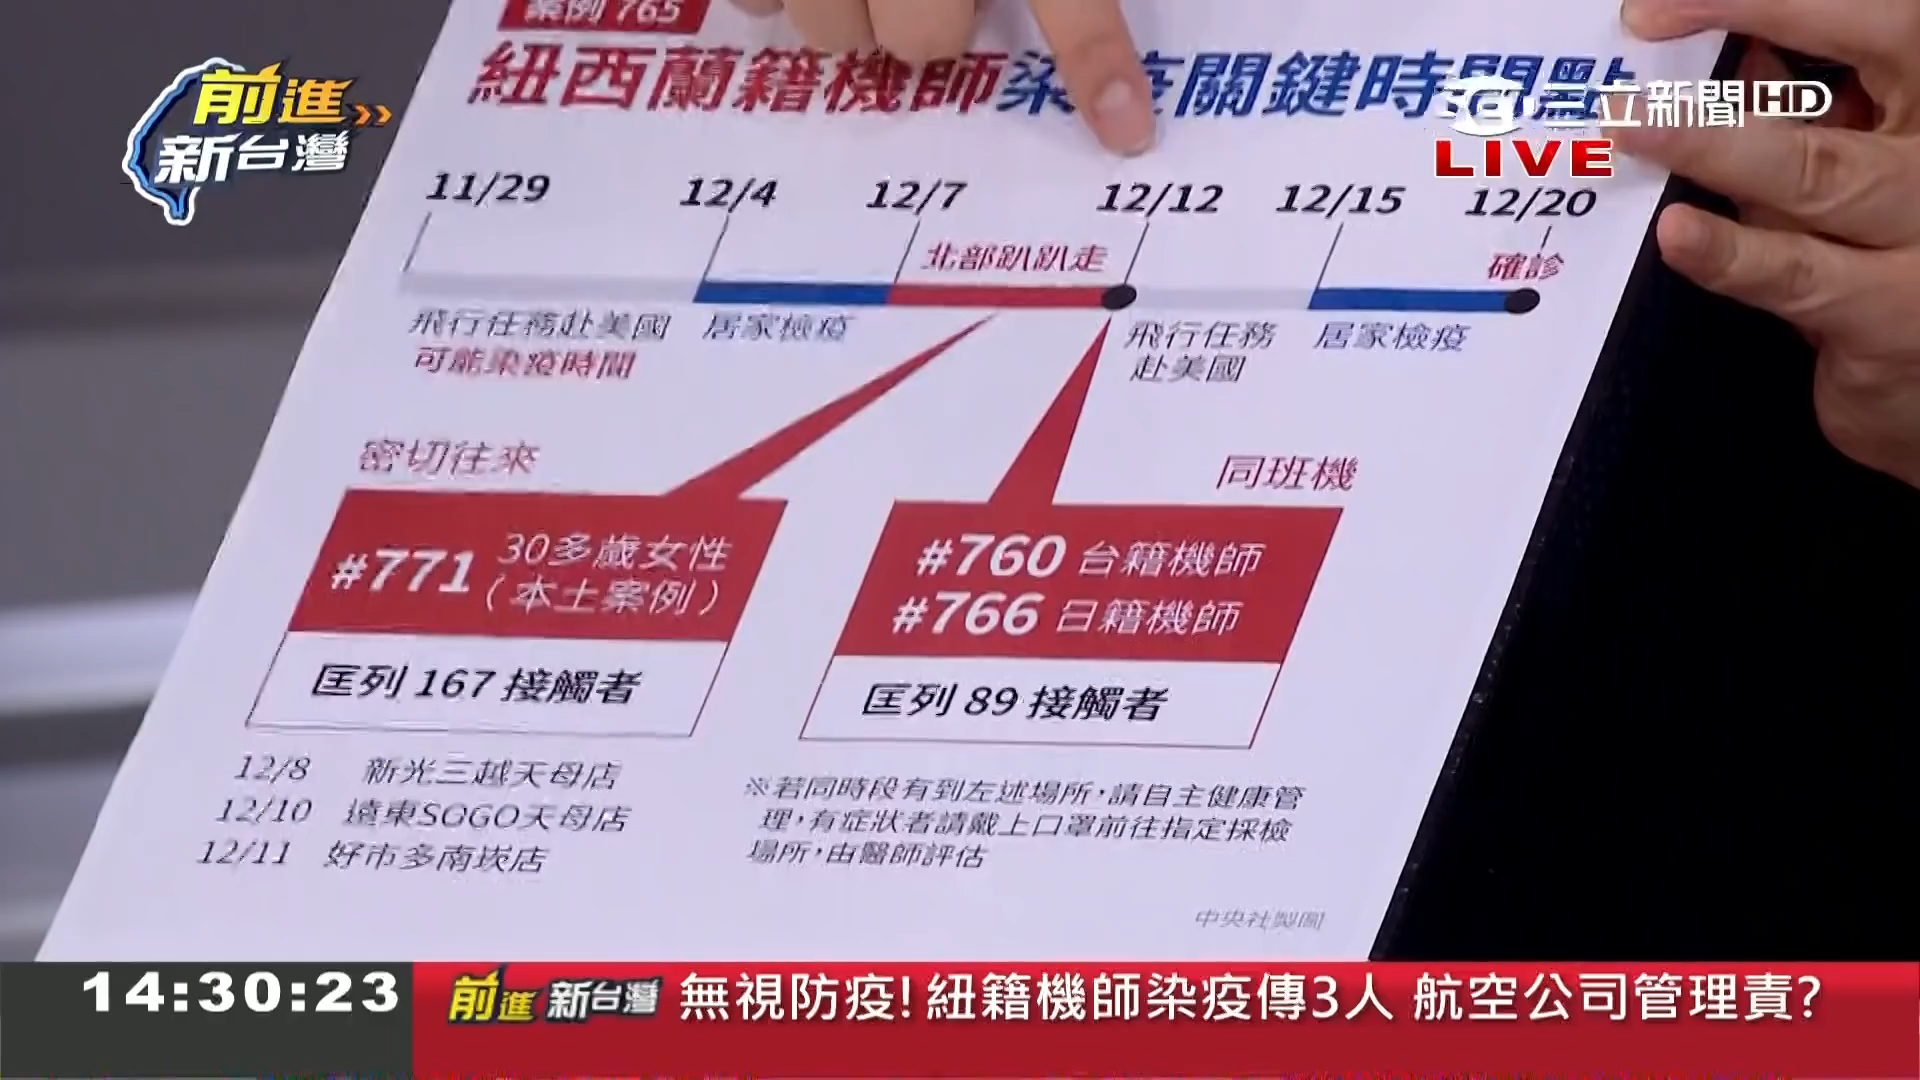 案例 765
紐西蘭籍機師染疫關鍵時間點
前進
新台灣
三立新聞HD
LIVE
11/29
12/4
12/7
12/12
12/15
12/20
北部趴趴走
確診
飛行任務赴美國
可能染疫時間
居家檢疫
飛行任務
赴美國
居家檢疫
密切往來
同班機
#771 30多歲女性
(本土案例)
#760 台籍機師
#766 日籍機師
匡列 167 接觸者
匡列 89 接觸者
12/8 新光三越天母店
12/10 遠東SOGO天母店
12/11 好市多南崁店
※若同時段有到左述場所,請自主健康管
理,有症狀者請戴上口罩前往指定採檢
場所,由醫師評估
中央社製圖
14:30:23
前進新台灣
無視防疫!紐籍機師染疫傳3人 航空公司管理責?